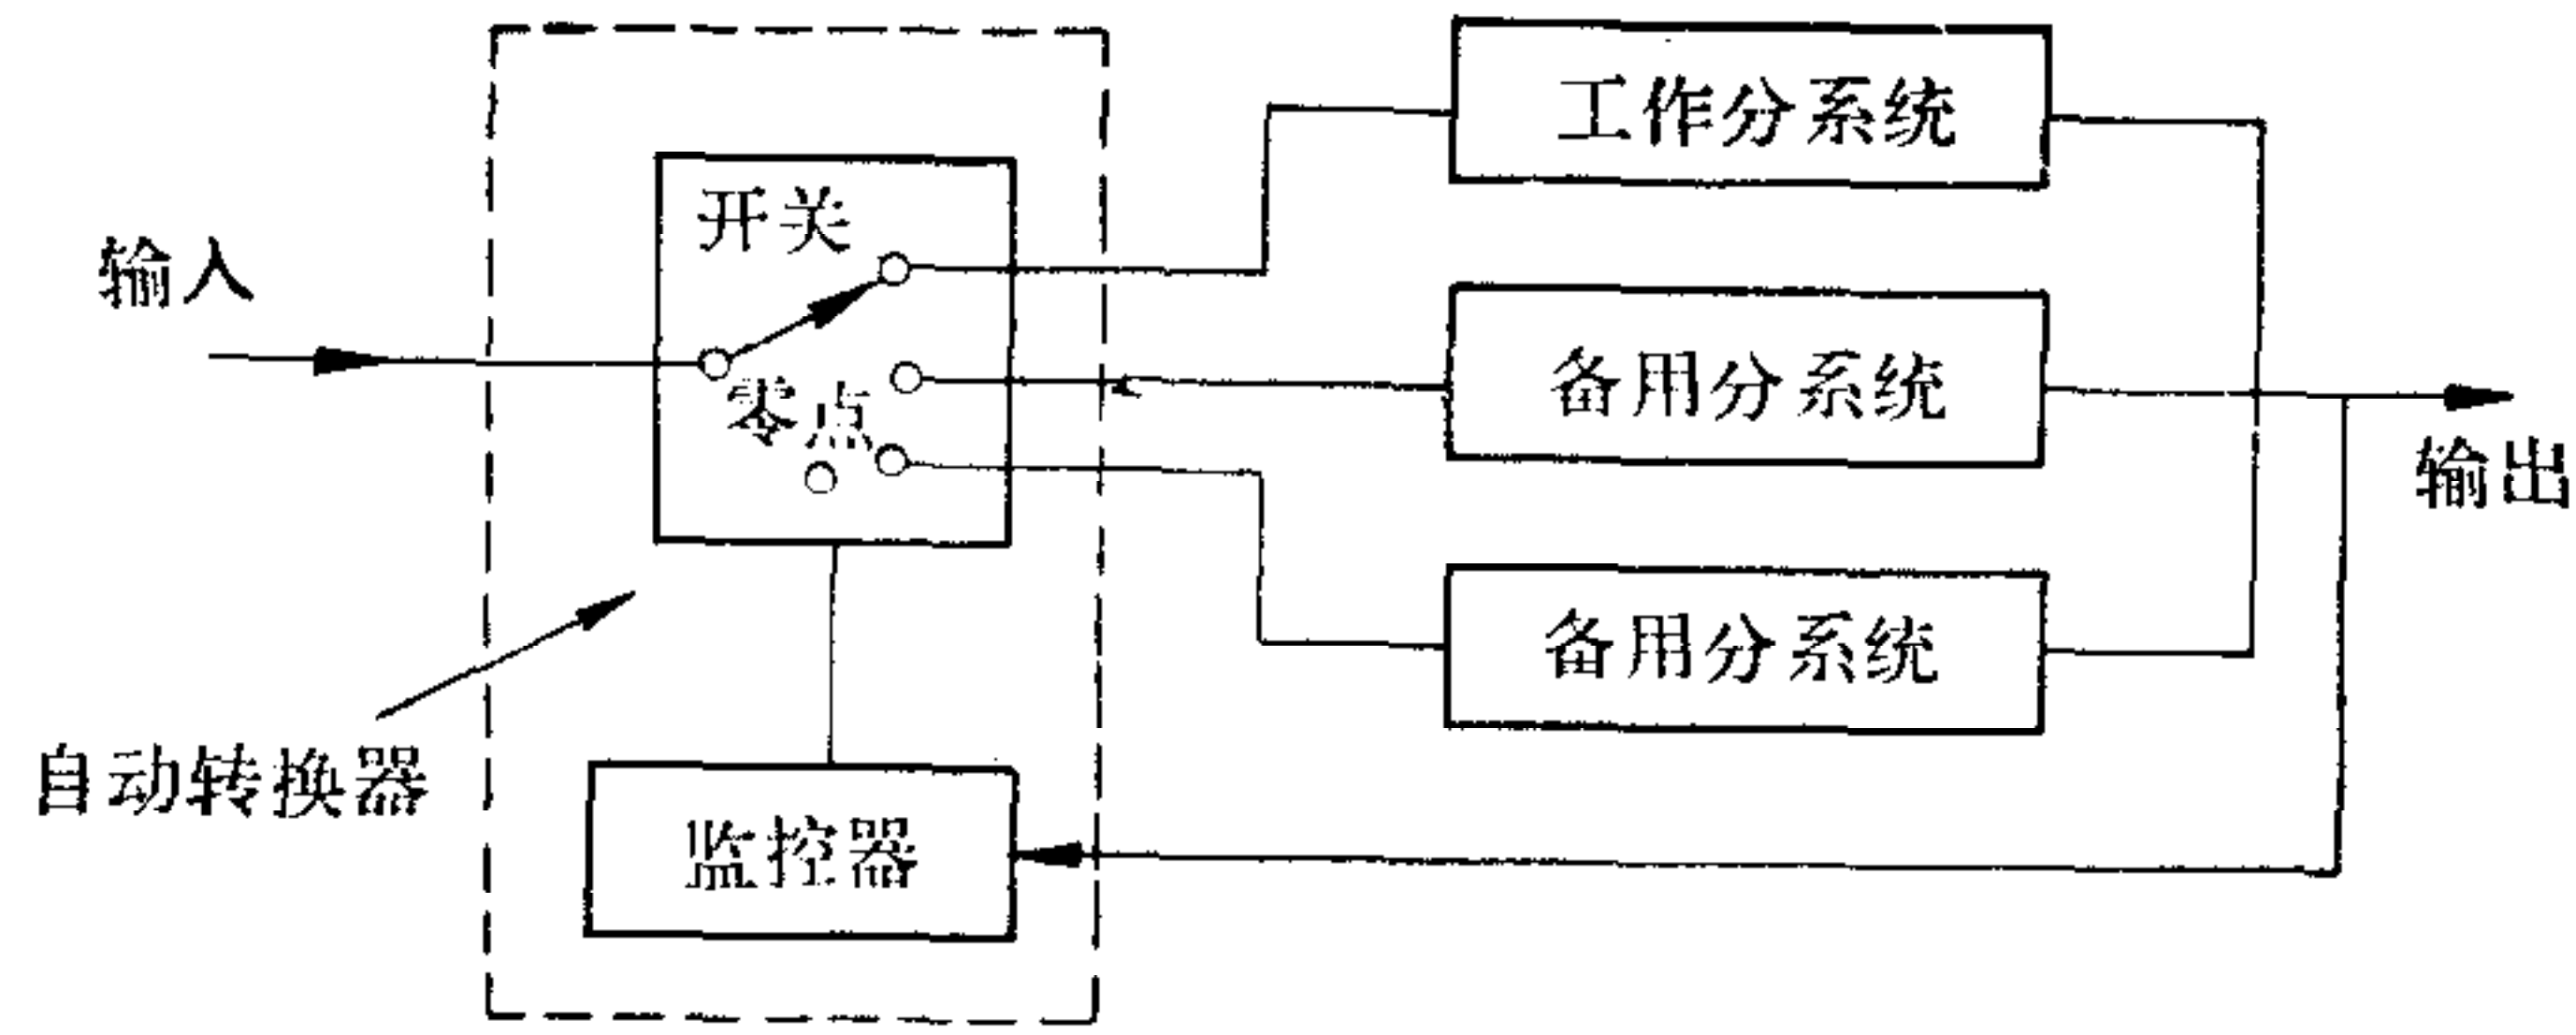 工作分系统
开关
输入
备用分系统
零点
输出
备用分系统
自动转换器
监控器